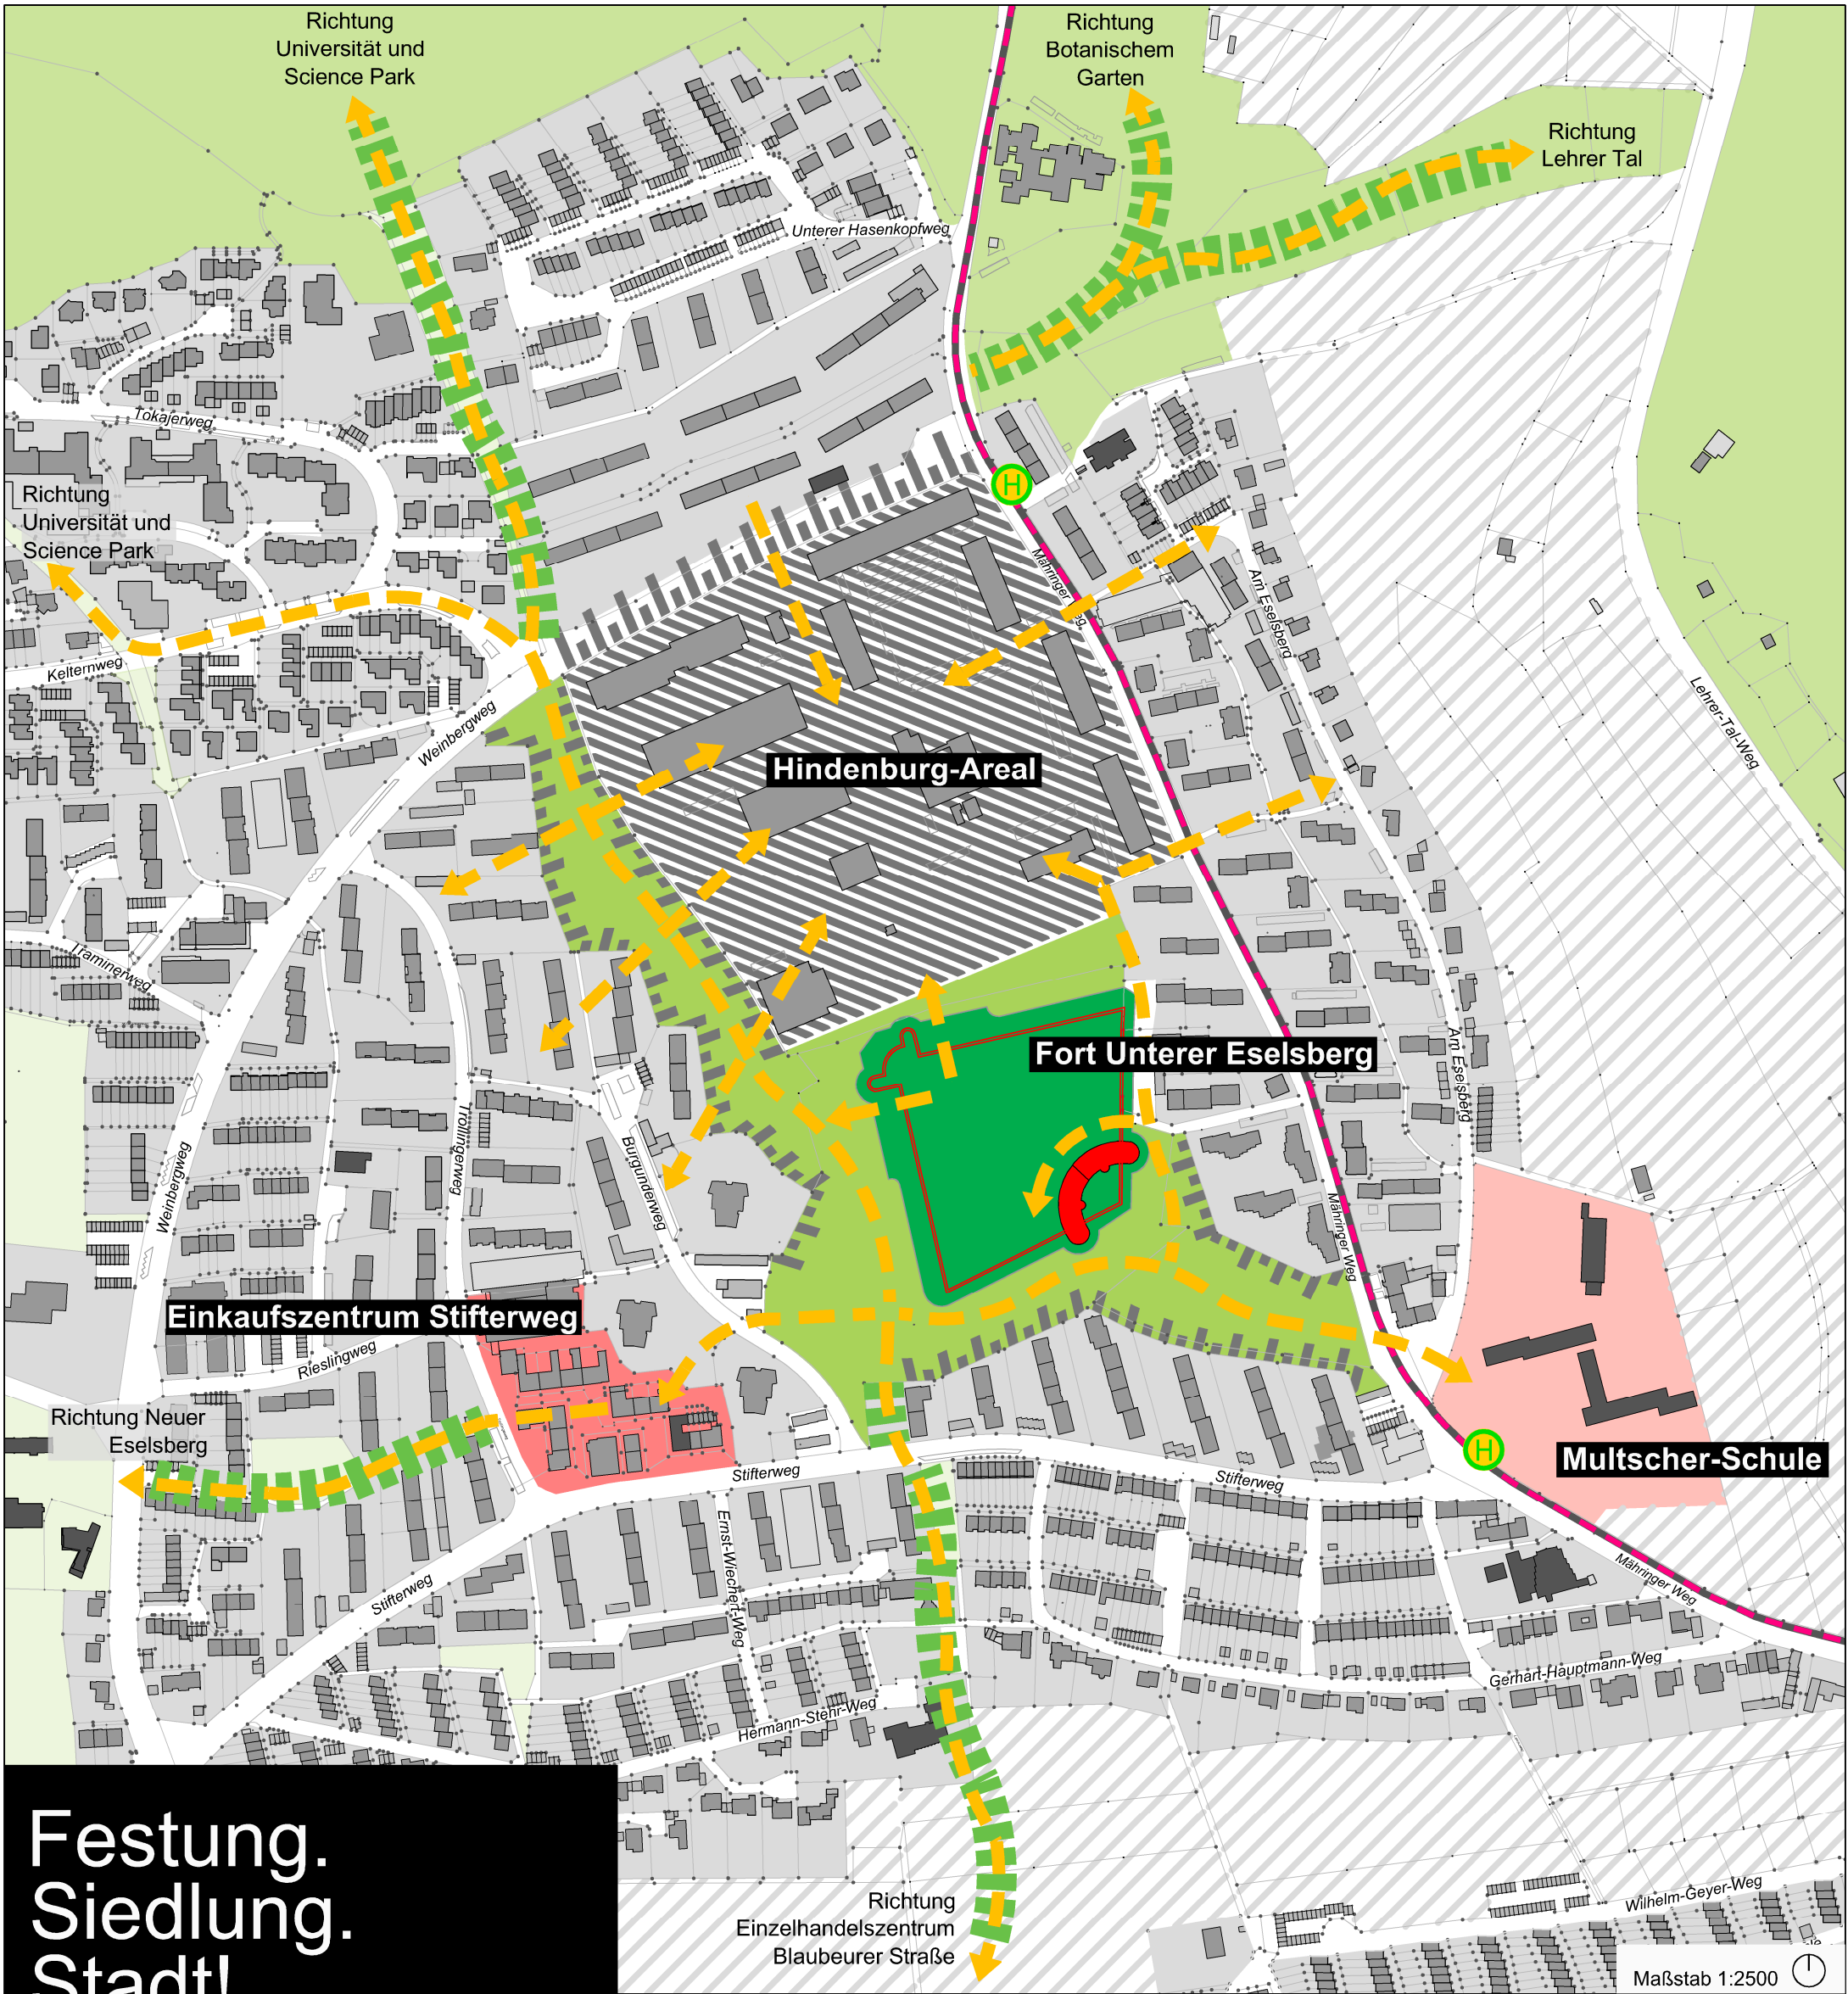 Richtung
Universität und
Science Park
Richtung
Botanischem
Garten
Richtung
Lehrer Tal
Unterer Hasenkopfweg
Tokajerweg
H
Richtung
Universität und
Science Park
Mähringer Weg
Am Eselsberg
Kelternweg
Weinbergweg
Lehrer-Tal-Weg
Hindenburg-Areal
Traminerweg
Fort Unterer Eselsberg
Am Eselsberg
Trollingerweg
Burgunderweg
Weinbergweg
Mähringer Weg
Einkaufszentrum Stifterweg
Rieslingweg
Richtung Neuer
Eselsberg
H
Multscher-Schule
Stifterweg
Stifterweg
Ernst-Wiechert-Weg
Stifterweg
Mähringer Weg
Gerhart-Hauptmann-Weg
Hermann-Stehr-Weg
Festung.
Siedlung.
Stadt!
Richtung
Einzelhandelszentrum
Blaubeurer Straße
Wilhelm-Geyer-Weg
Maßstab 1:2500